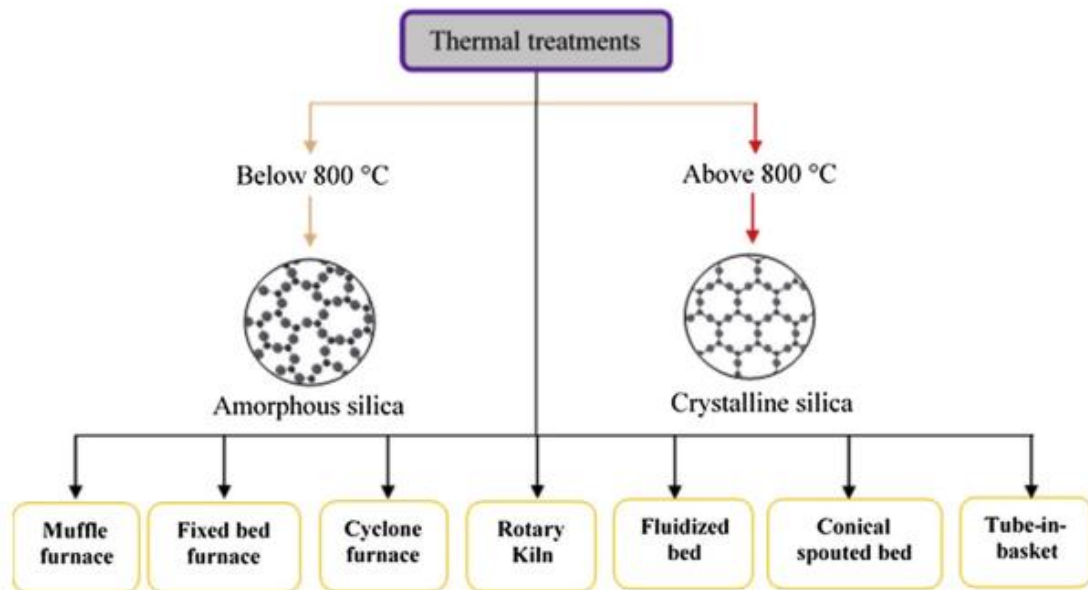 Thermal treatments
Below 800 °C
Above 800 °C
Amorphous silica
Crystalline silica
Muffle
furnace
Fixed bed
furnace
Cyclone
furnace
Rotary
Kiln
Fluidized
bed
Conical
spouted bed
Tube-in-
basket